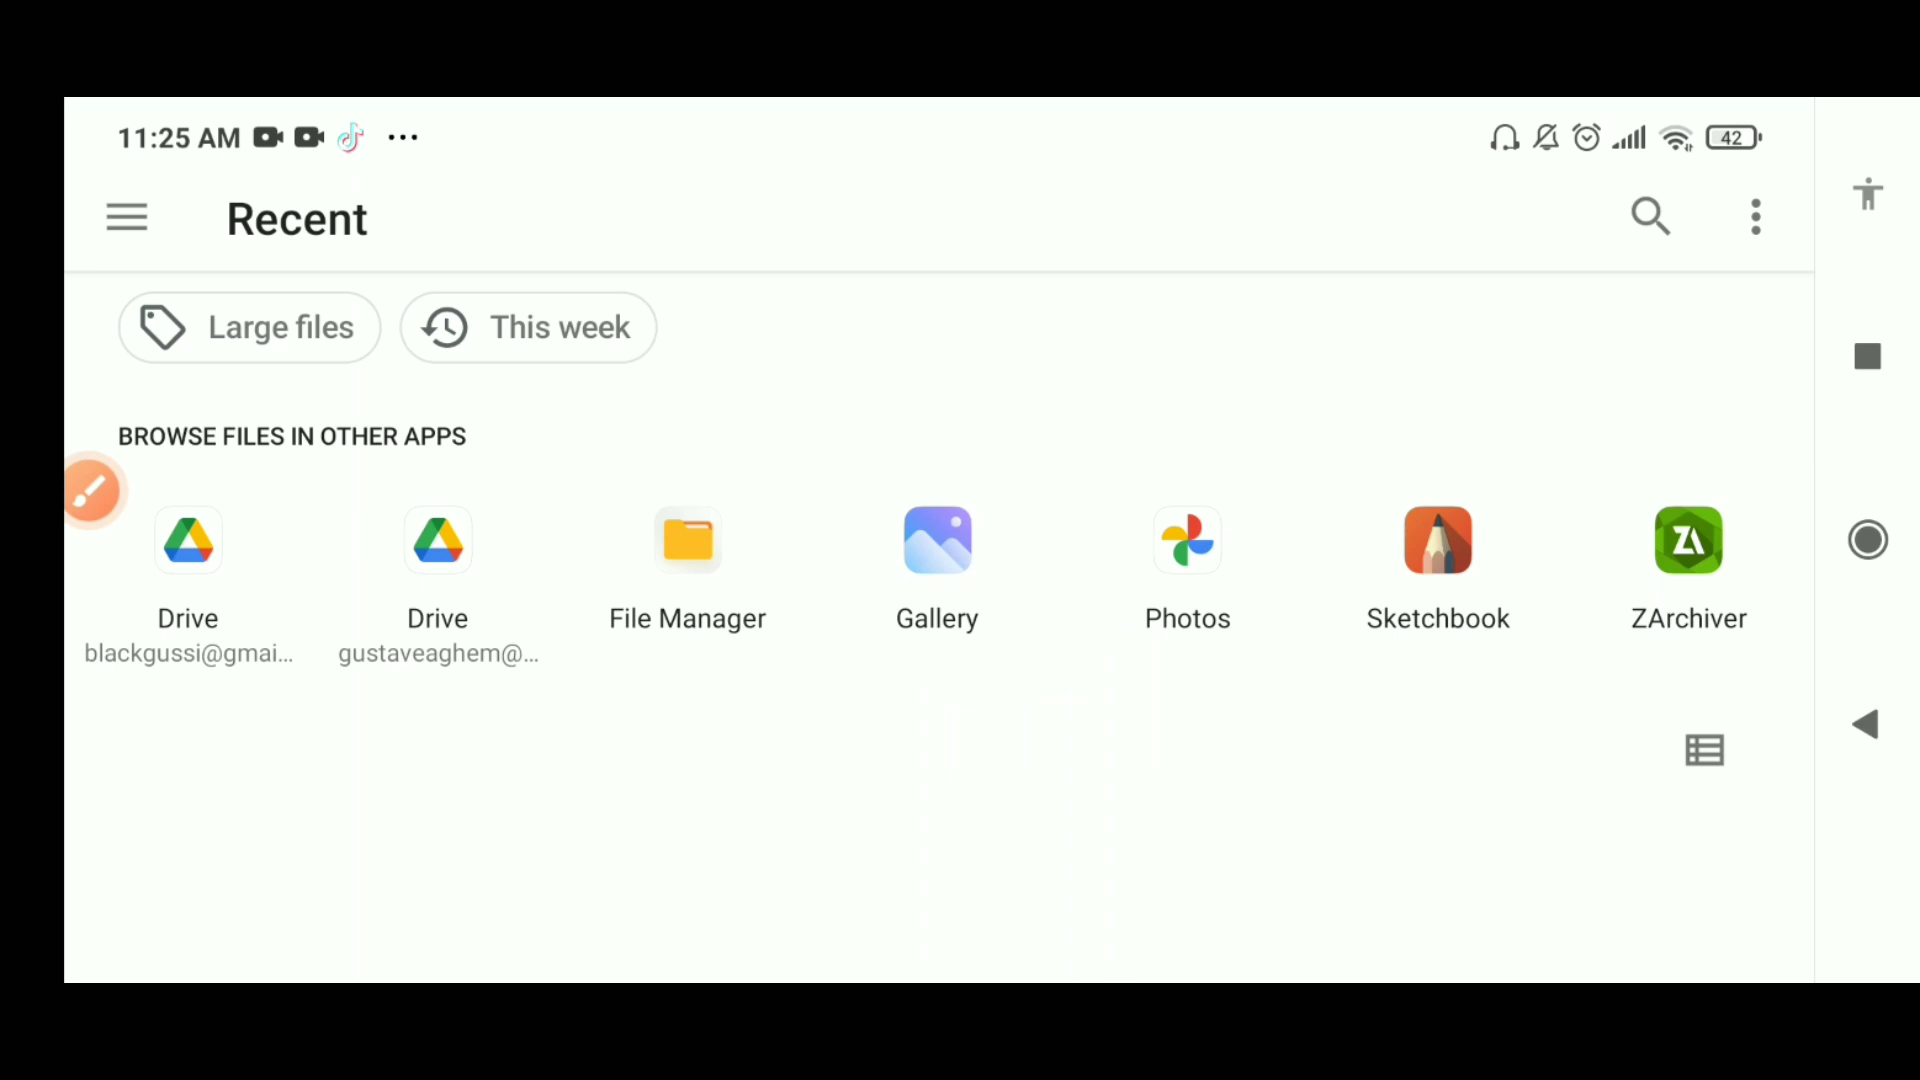 11:25 AM
42
Recent
Large files
This week
BROWSE FILES IN OTHER APPS
Drive
Drive
File Manager
Gallery
Photos
Sketchbook
ZArchiver
blackgussi@gmai...
gustaveaghem@...